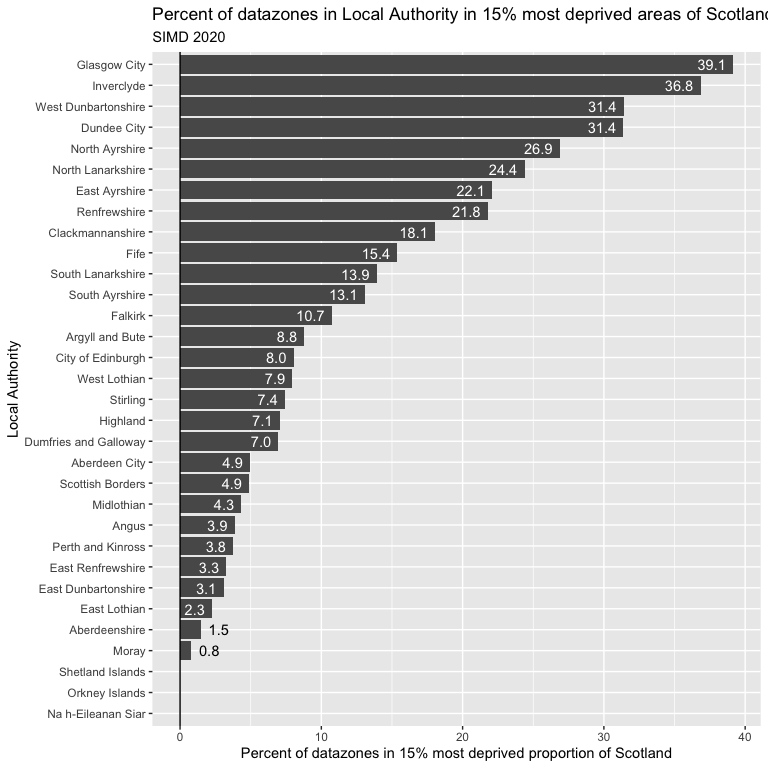 Percent of datazones in Local Authority in 15% most deprived areas of Scotland
SIMD 2020
Local Authority
Glasgow City 39.1
Inverclyde 36.8
West Dunbartonshire 31.4
Dundee City 31.4
North Ayrshire 26.9
North Lanarkshire 24.4
East Ayrshire 22.1
Renfrewshire 21.8
Clackmannanshire 18.1
Fife 15.4
South Lanarkshire 13.9
South Ayrshire 13.1
Falkirk 10.7
Argyll and Bute 8.8
City of Edinburgh 8.0
West Lothian 7.9
Stirling 7.4
Highland 7.1
Dumfries and Galloway 7.0
Aberdeen City 4.9
Scottish Borders 4.9
Midlothian 4.3
Angus 3.9
Perth and Kinross 3.8
East Renfrewshire 3.3
East Dunbartonshire 3.1
East Lothian 2.3
Aberdeenshire 1.5
Moray 0.8
Shetland Islands
Orkney Islands
Na h-Eileanan Siar
0 10 20 30 40
Percent of datazones in 15% most deprived proportion of Scotland